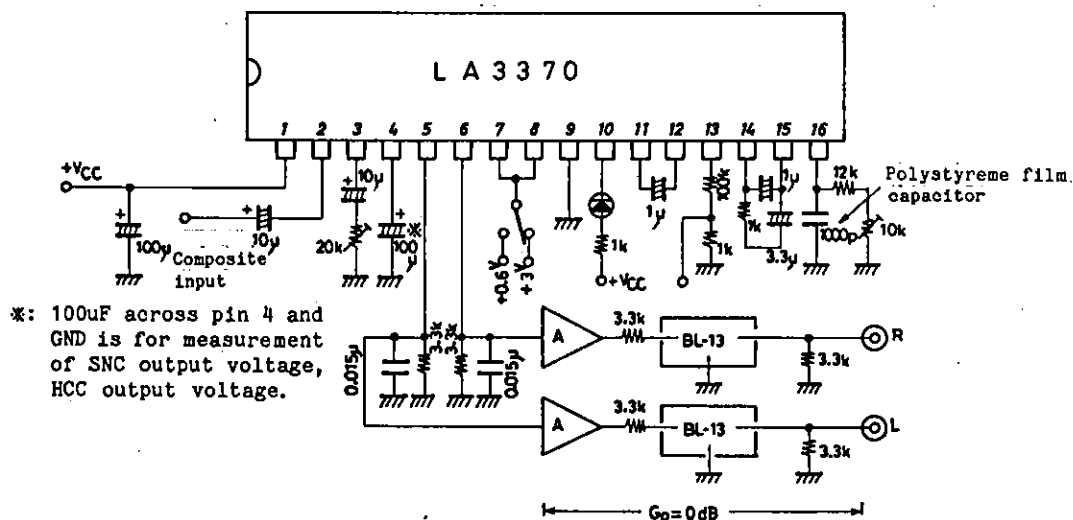 LA3370
1 2 3 4 5 6 7 8 9 10 11 12 13 14 15 16
+VCC
100µ
Composite
input
10µ
10µ
20k
※
100
µ
+0.6V
+3V
1k
+VCC
1µ
100k
1k
1k
1µ
3.3µ
1000p
12k
10k
Polystyreme film
capacitor
※: 100uF across pin 4 and
GND is for measurement
of SNC output voltage,
HCC output voltage.
0.015µ
3.3k
3.3k
0.015µ
A
3.3k
BL-13
3.3k
R
A
3.3k
BL-13
3.3k
L
Gp=0dB